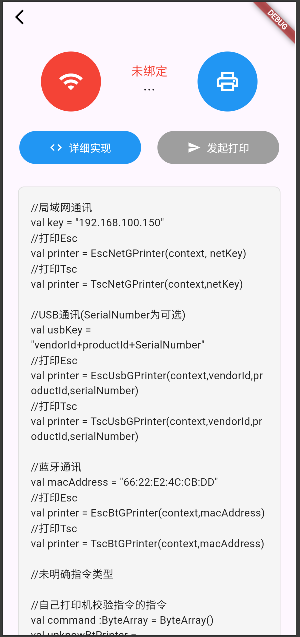 DEBUG
未绑定
...
详细实现
发起打印
//局域网通讯
val key = "192.168.100.150"
//打印Esc
val printer = EscNetGPrinter(context, netKey)
//打印Tsc
val printer = TscNetGPrinter(context,netKey)
//USB通讯(SerialNumber为可选)
val usbKey =
"vendorId+productId+SerialNumber"
//打印Esc
val printer = EscUsbGPrinter(context,vendorId,pr
oductId,serialNumber)
//打印Tsc
val printer = TscUsbGPrinter(context,vendorId,pr
oductId,serialNumber)
//蓝牙通讯
val macAddress = "66:22:E2:4C:CB:DD"
//打印Esc
val printer = EscBtGPrinter(context,macAddress)
//打印Tsc
val printer = TscBtGPrinter(context,macAddress)
//未明确指令类型
//自己打印机校验指令的指令
val command :ByteArray = ByteArray()
val unknowBtPrinter =